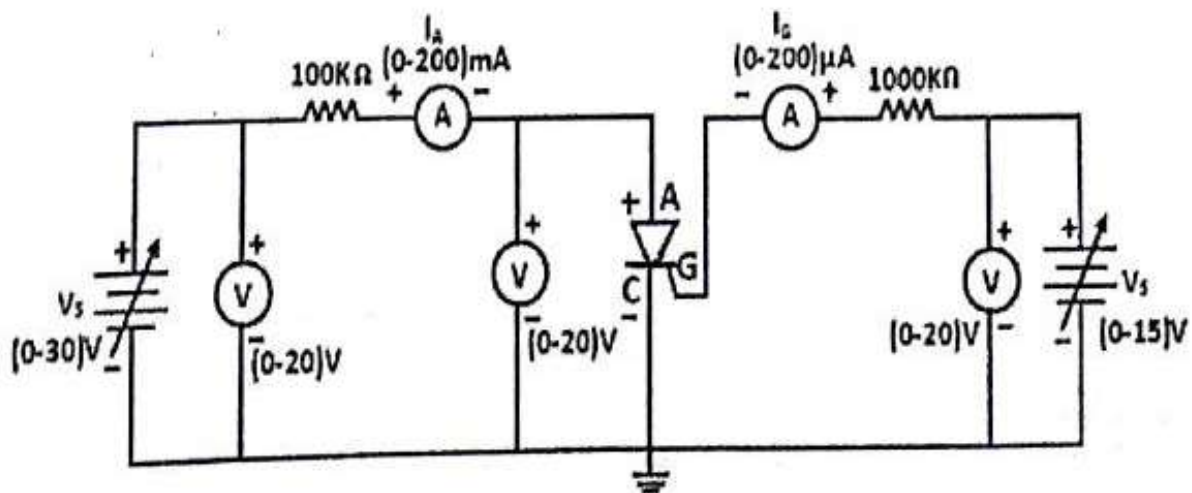 I_A
(0-200)mA
100KΩ
+ -
A
I_G
(0-200)μA
1000KΩ
- +
A
+
V_S
(0-30)V
-
+
V
-
(0-20)V
+
V
-
(0-20)V
+ A
G
C
-
+
V
-
(0-20)V
+
V_S
-
(0-15)V